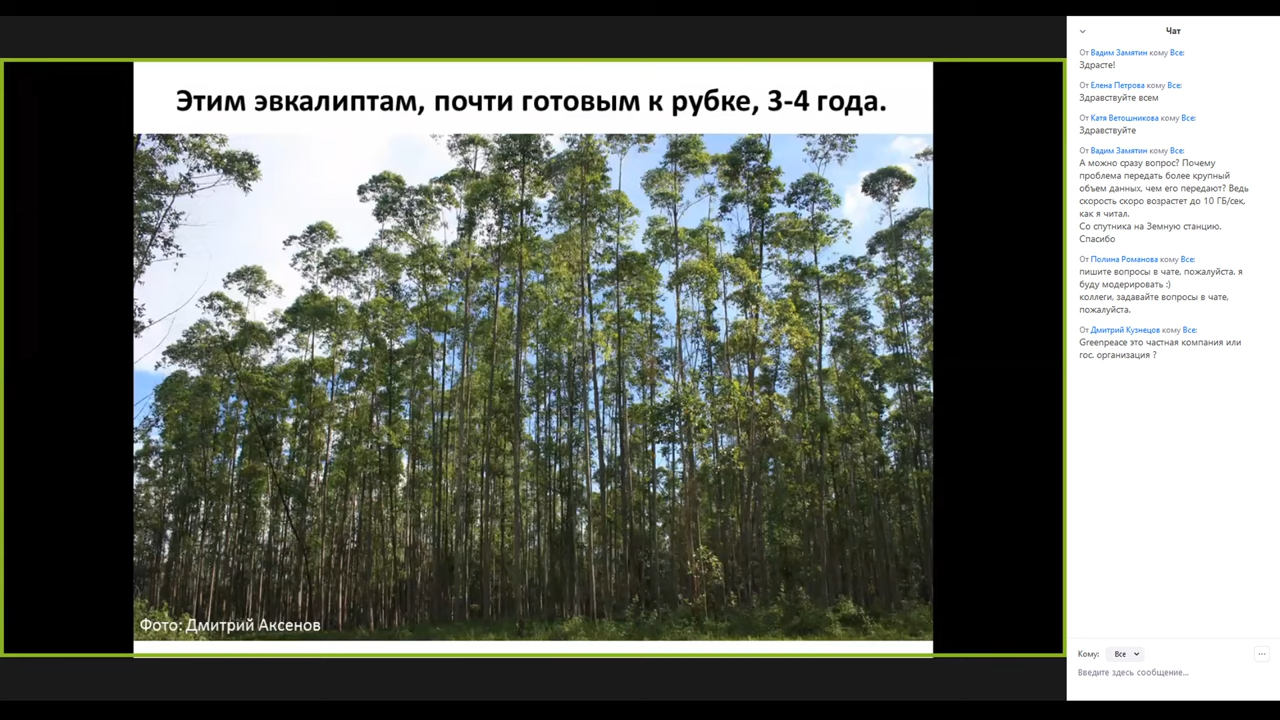 Этим эвкалиптам, почти готовым к рубке, 3-4 года.
Фото: Дмитрий Аксенов
Чат
От Вадим Замятин кому Все:
Здрасте!
От Елена Петрова кому Все:
Здравствуйте всем
От Катя Ветошникова кому Все:
Здравствуйте
От Вадим Замятин кому Все:
А можно сразу вопрос? Почему
проблема передать более крупный
объем данных, чем его передают? Ведь
скорость скоро возрастет до 10 ГБ/сек,
как я читал.
Со спутника на Земную станцию.
Спасибо
От Полина Романова кому Все:
пишите вопросы в чате, пожалуйста. я
буду модерировать :)
коллеги, задавайте вопросы в чате,
пожалуйста.
От Дмитрий Кузнецов кому Все:
Greenpeace это частная компания или
гос. организация ?
Кому: Все
Введите здесь сообщение...